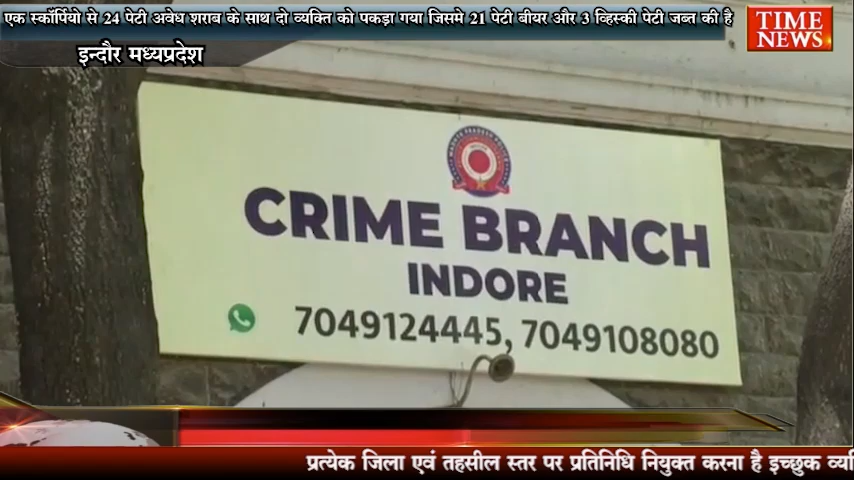 एक स्कॉर्पियो से 24 पेटी अवैध शराब के साथ दो व्यक्ति को पकड़ा गया जिसमे 21 पेटी बीयर और 3 व्हिस्की पेटी जब्त की है
TIME
NEWS
इन्दौर मध्यप्रदेश
CRIME BRANCH
INDORE
7049124445, 7049108080
प्रत्येक जिला एवं तहसील स्तर पर प्रतिनिधि नियुक्त करना है इच्छुक व्यि